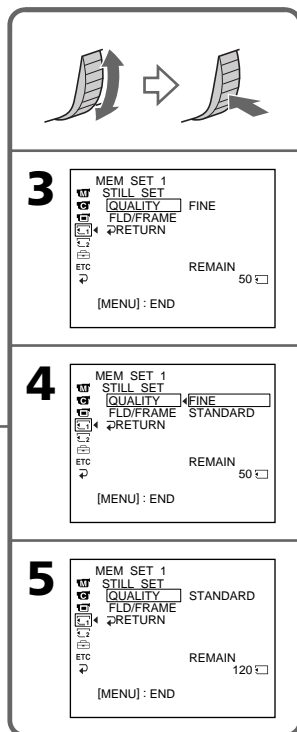 3
MEM SET 1
STILL SET
QUALITY FINE
FLD/FRAME
RETURN
ETC
REMAIN
50
[MENU] : END
4
MEM SET 1
STILL SET
QUALITY FINE
FLD/FRAME STANDARD
RETURN
ETC
REMAIN
50
[MENU] : END
5
MEM SET 1
STILL SET
QUALITY STANDARD
FLD/FRAME
RETURN
ETC
REMAIN
120
[MENU] : END